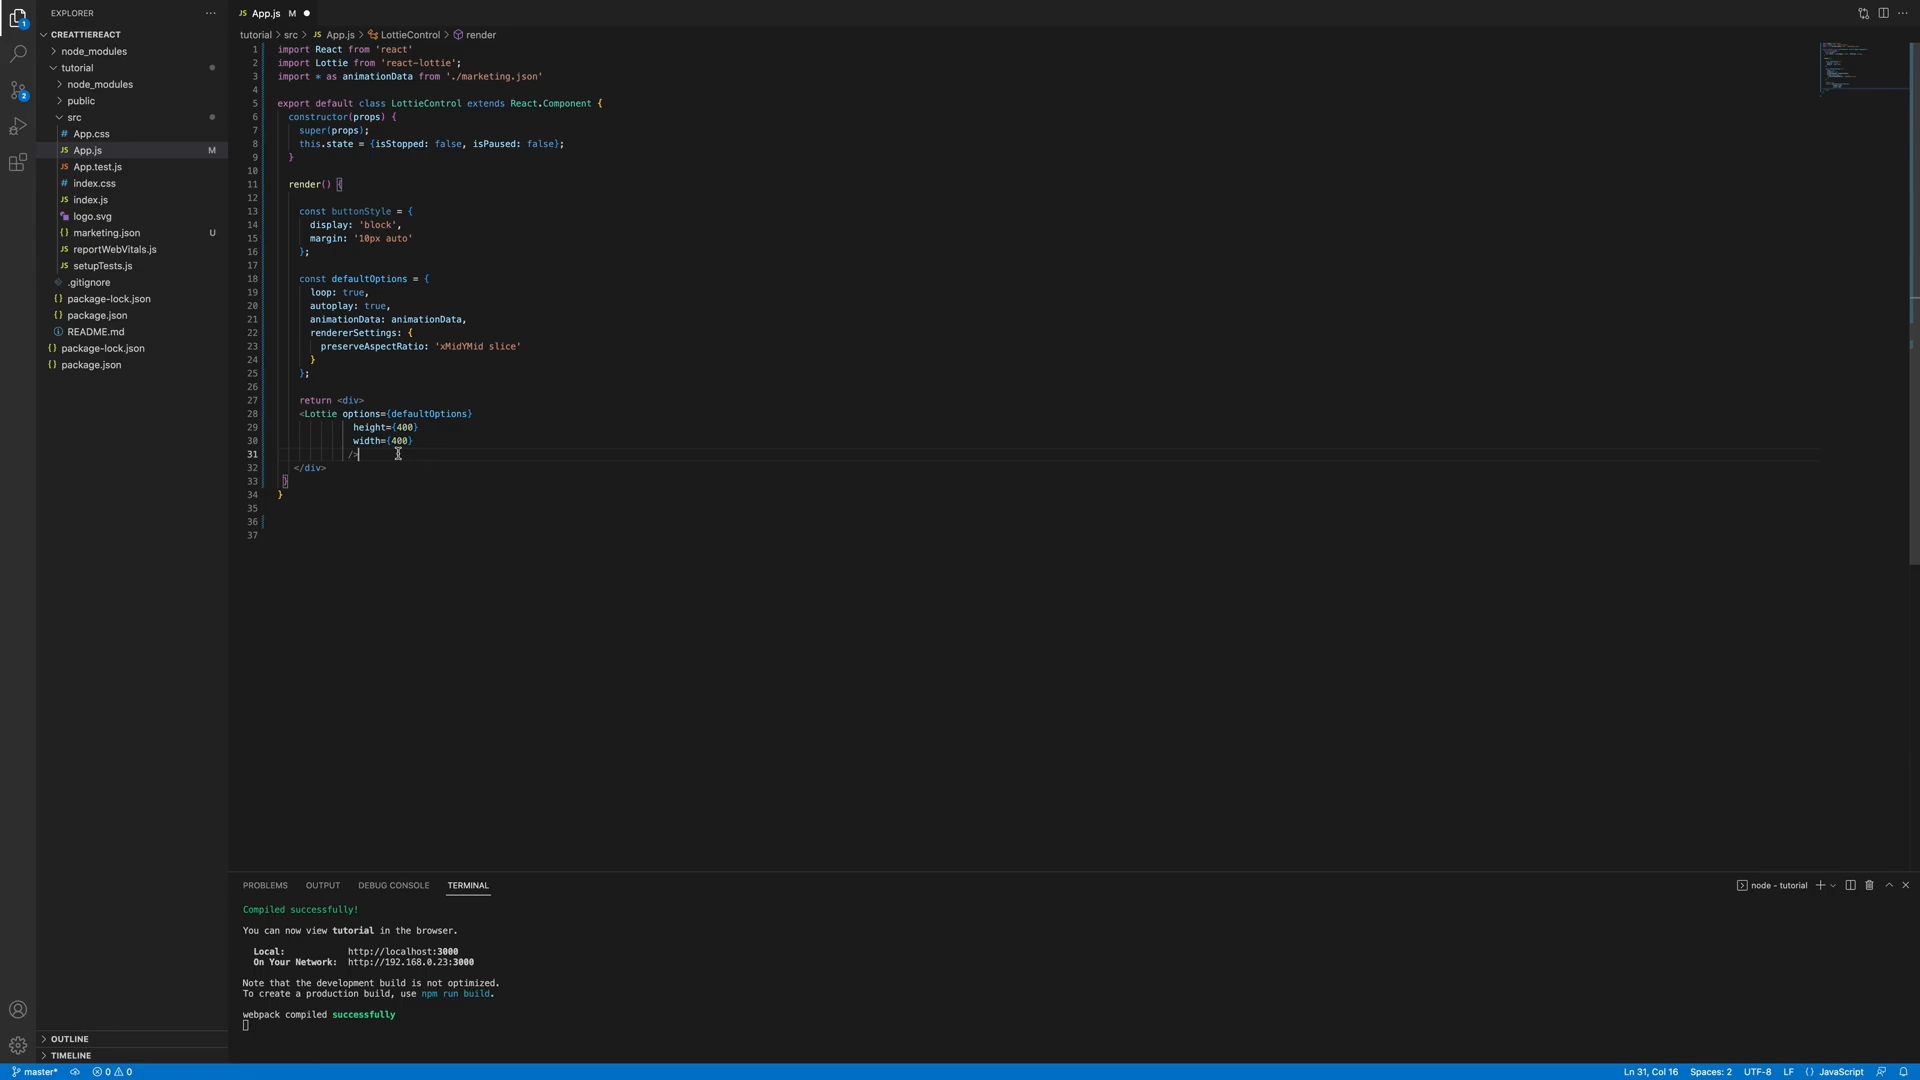 EXPLORER
CREATTIEREACT
node_modules
tutorial
node_modules
public
src
# App.css
JS App.js M
JS App.test.js
# index.css
JS index.js
logo.svg
{} marketing.json U
JS reportWebVitals.js
JS setupTests.js
.gitignore
{} package-lock.json
{} package.json
README.md
{} package-lock.json
{} package.json
OUTLINE
TIMELINE
JS App.js M
tutorial > src > JS App.js > LottieControl > render
1 import React from 'react'
2 import Lottie from 'react-lottie';
3 import * as animationData from './marketing.json'
4
5 export default class LottieControl extends React.Component {
6 constructor(props) {
7 super(props);
8 this.state = {isStopped: false, isPaused: false};
9 }
10
11 render() {
12
13 const buttonStyle = {
14 display: 'block',
15 margin: '10px auto'
16 };
17
18 const defaultOptions = {
19 loop: true,
20 autoplay: true,
21 animationData: animationData,
22 rendererSettings: {
23 preserveAspectRatio: 'xMidYMid slice'
24 }
25 };
26
27 return <div>
28 <Lottie options={defaultOptions}
29 height={400}
30 width={400}
31 />
32 </div>
33 }
34 }
35
36
37
PROBLEMS OUTPUT DEBUG CONSOLE TERMINAL
node - tutorial
Compiled successfully!
You can now view tutorial in the browser.
Local: http://localhost:3000
On Your Network: http://192.168.0.23:3000
Note that the development build is not optimized.
To create a production build, use npm run build.
webpack compiled successfully
1
2
master* 0 0
Ln 31, Col 16 Spaces: 2 UTF-8 LF {} JavaScript